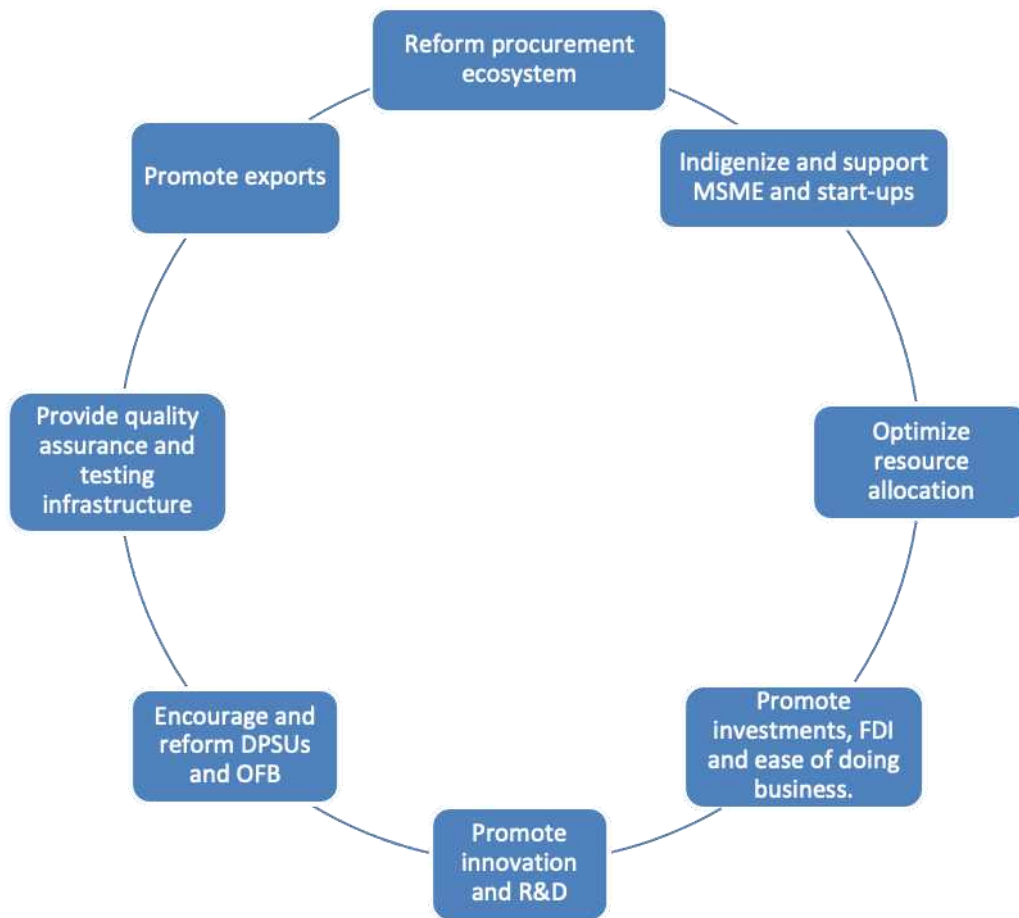 Reform procurement
ecosystem
Indigenize and support
MSME and start-ups
Optimize
resource
allocation
Promote
investments, FDI
and ease of doing
business.
Promote
innovation
and R&D
Encourage and
reform DPSUs
and OFB
Provide quality
assurance and
testing
infrastructure
Promote exports